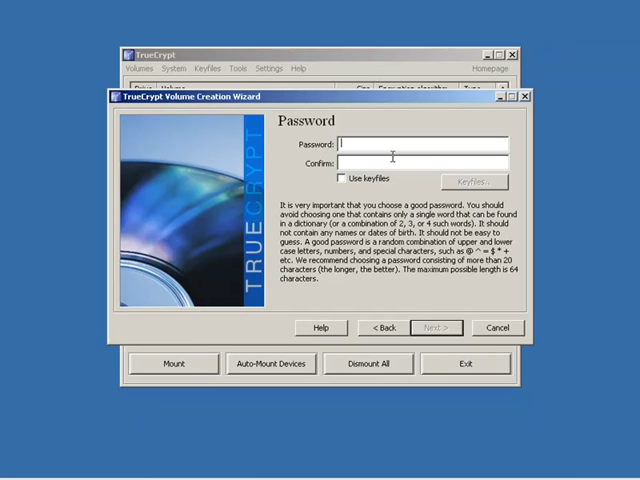 TrueCrypt
Volumes System Keyfiles Tools Settings Help Homepage
Drive Volume Size Encryption algorithm Type
TrueCrypt Volume Creation Wizard
TRUECRYPT
Password
Password:
Confirm:
Use keyfiles
Keyfiles...
It is very important that you choose a good password. You should
avoid choosing one that contains only a single word that can be found
in a dictionary (or a combination of 2, 3, or 4 such words). It should
not contain any names or dates of birth. It should not be easy to
guess. A good password is a random combination of upper and lower
case letters, numbers, and special characters, such as @ ^ = $ * +
etc. We recommend choosing a password consisting of more than 20
characters (the longer, the better). The maximum possible length is 64
characters.
Help < Back Next > Cancel
Mount Auto-Mount Devices Dismount All Exit